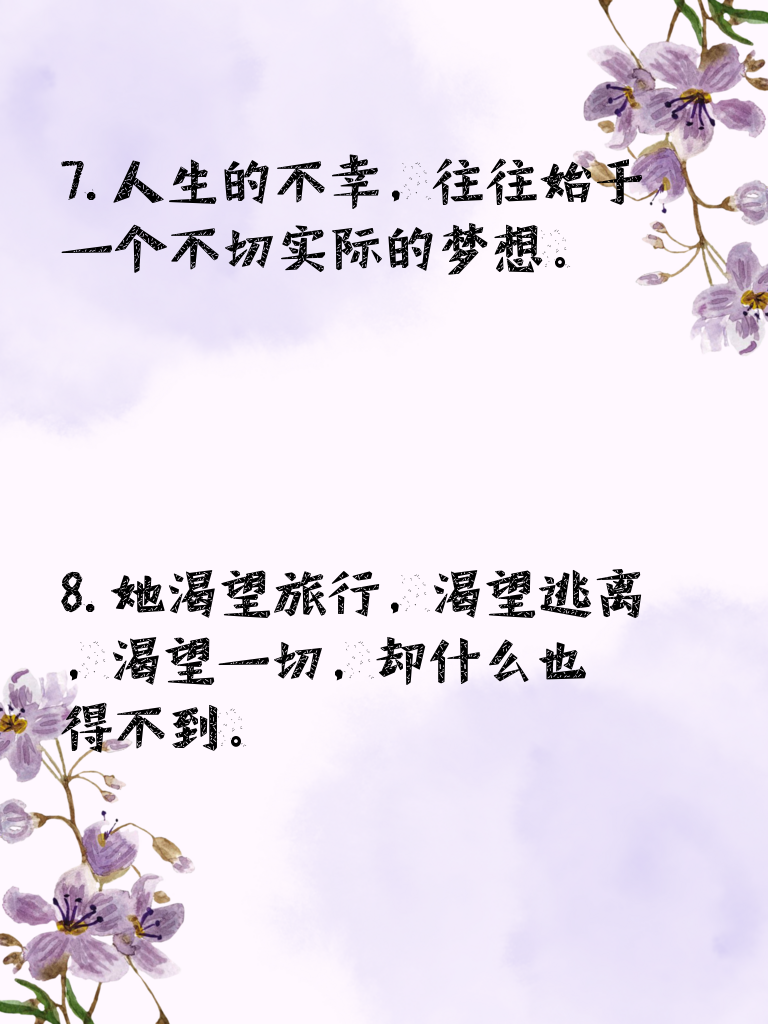 7.人生的不幸,往往始于
一个不切实际的梦想。
8.她渴望旅行,渴望逃离
,渴望一切,却什么也
得不到。